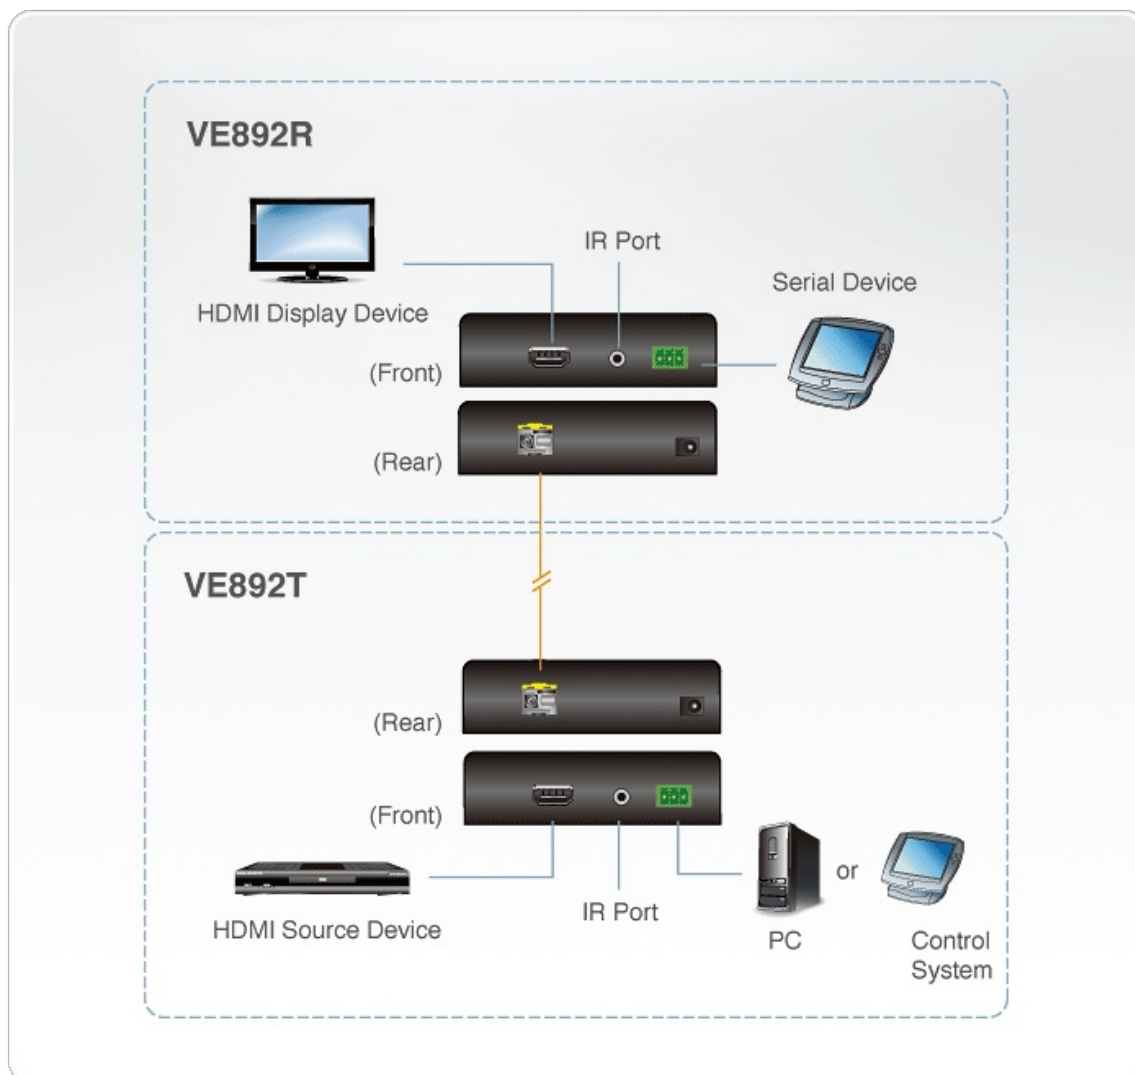 VE892R
IR Port
Serial Device
HDMI Display Device
(Front)
(Rear)
VE892T
(Rear)
(Front)
or
IR Port
HDMI Source Device
PC
Control
System